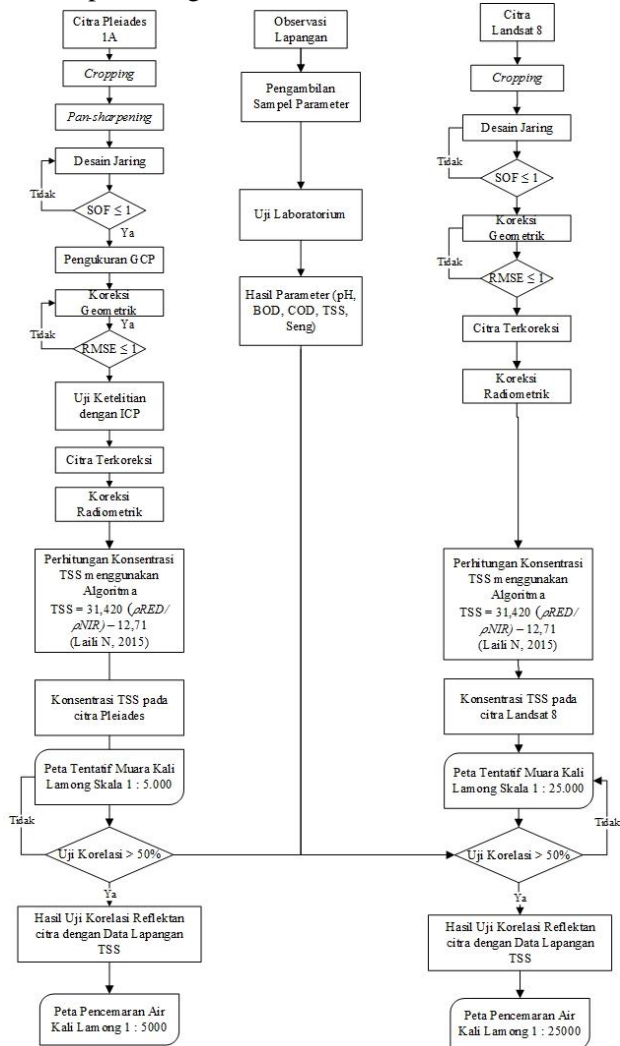 Citra Pleiades
1A
Cropping
Pan-sharpening
Desain Jaring
Tidak
SOF ≤ 1
Ya
Pengukuran GCP
Koreksi
Geometrik
Ya
Tidak
RMSE ≤ 1
Uji Ketelitian
dengan ICP
Citra Terkoreksi
Koreksi
Radiometrik
Perhitungan Konsentrasi
TSS menggunakan
Algoritma
TSS = 31,420 (ρRED/
ρNIR) – 12,71
(Laili N, 2015)
Konsentrasi TSS pada
citra Pleiades
Peta Tentatif Muara Kali
Lamong Skala 1 : 5.000
Tidak
Uji Korelasi > 50%
Ya
Hasil Uji Korelasi Reflektan
citra dengan Data Lapangan
TSS
Peta Pencemaran Air
Kali Lamong 1 : 5000
Observasi
Lapangan
Pengambilan
Sampel Parameter
Uji Laboratorium
Hasil Parameter (pH,
BOD, COD, TSS,
Seng)
Citra
Landsat 8
Cropping
Desain Jaring
Tidak
SOF ≤ 1
Koreksi
Geometrik
Tidak
RMSE ≤ 1
Citra Terkoreksi
Koreksi
Radiometrik
Perhitungan Konsentrasi
TSS menggunakan
Algoritma
TSS = 31,420 (ρRED/
ρNIR) – 12,71
(Laili N, 2015)
Konsentrasi TSS pada
citra Landsat 8
Peta Tentatif Muara Kali
Lamong Skala 1 : 25.000
Tidak
Uji Korelasi > 50%
Ya
Hasil Uji Korelasi Reflektan
citra dengan Data Lapangan
TSS
Peta Pencemaran Air
Kali Lamong 1 : 25000